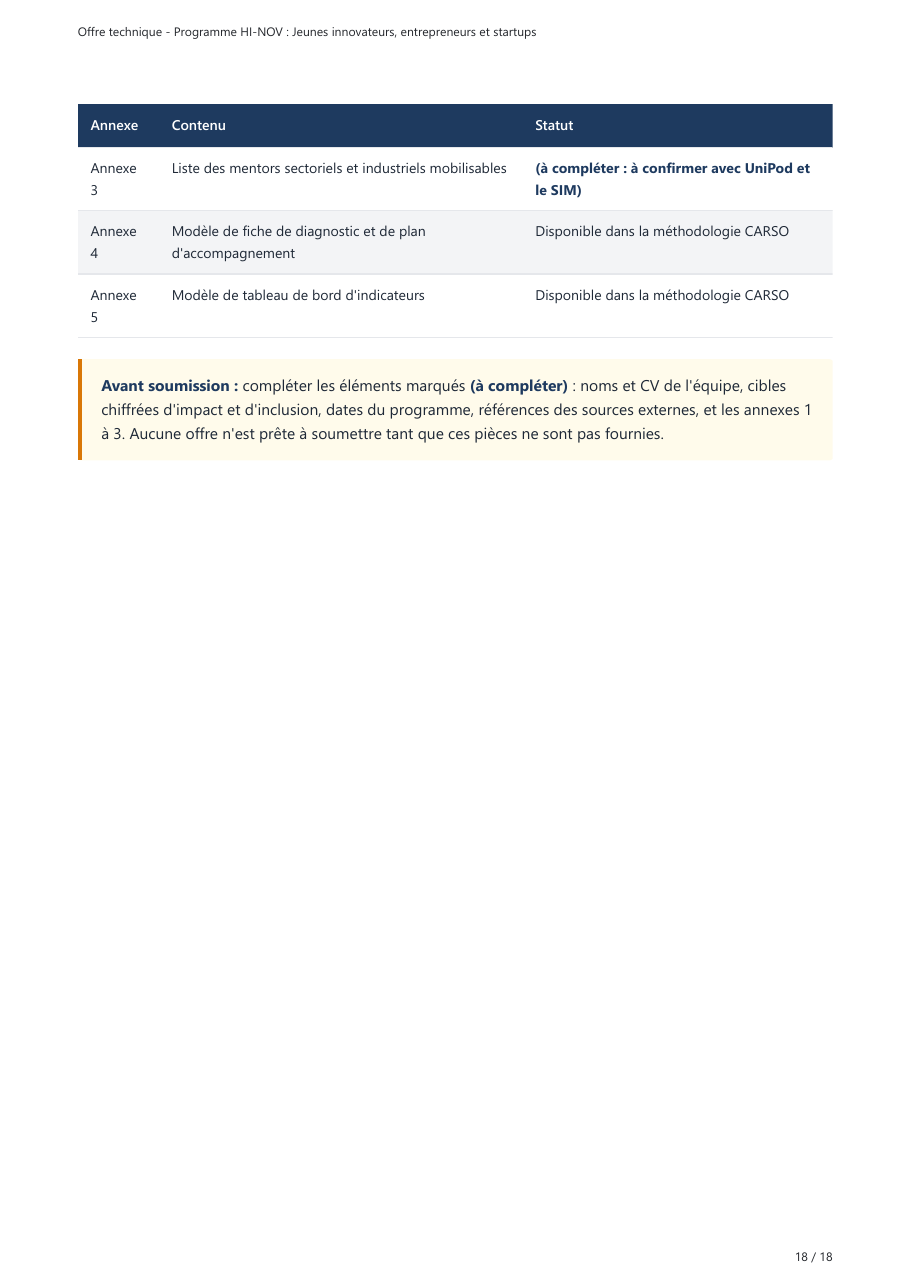 Offre technique - Programme HI-NOV : Jeunes innovateurs, entrepreneurs et startups
Annexe Contenu Statut
Annexe 3 Liste des mentors sectoriels et industriels mobilisables (à compléter : à confirmer avec UniPod et le SIM)
Annexe 4 Modèle de fiche de diagnostic et de plan d'accompagnement Disponible dans la méthodologie CARSO
Annexe 5 Modèle de tableau de bord d'indicateurs Disponible dans la méthodologie CARSO
Avant soumission : compléter les éléments marqués (à compléter) : noms et CV de l'équipe, cibles
chiffrées d'impact et d'inclusion, dates du programme, références des sources externes, et les annexes 1
à 3. Aucune offre n'est prête à soumettre tant que ces pièces ne sont pas fournies.
18 / 18